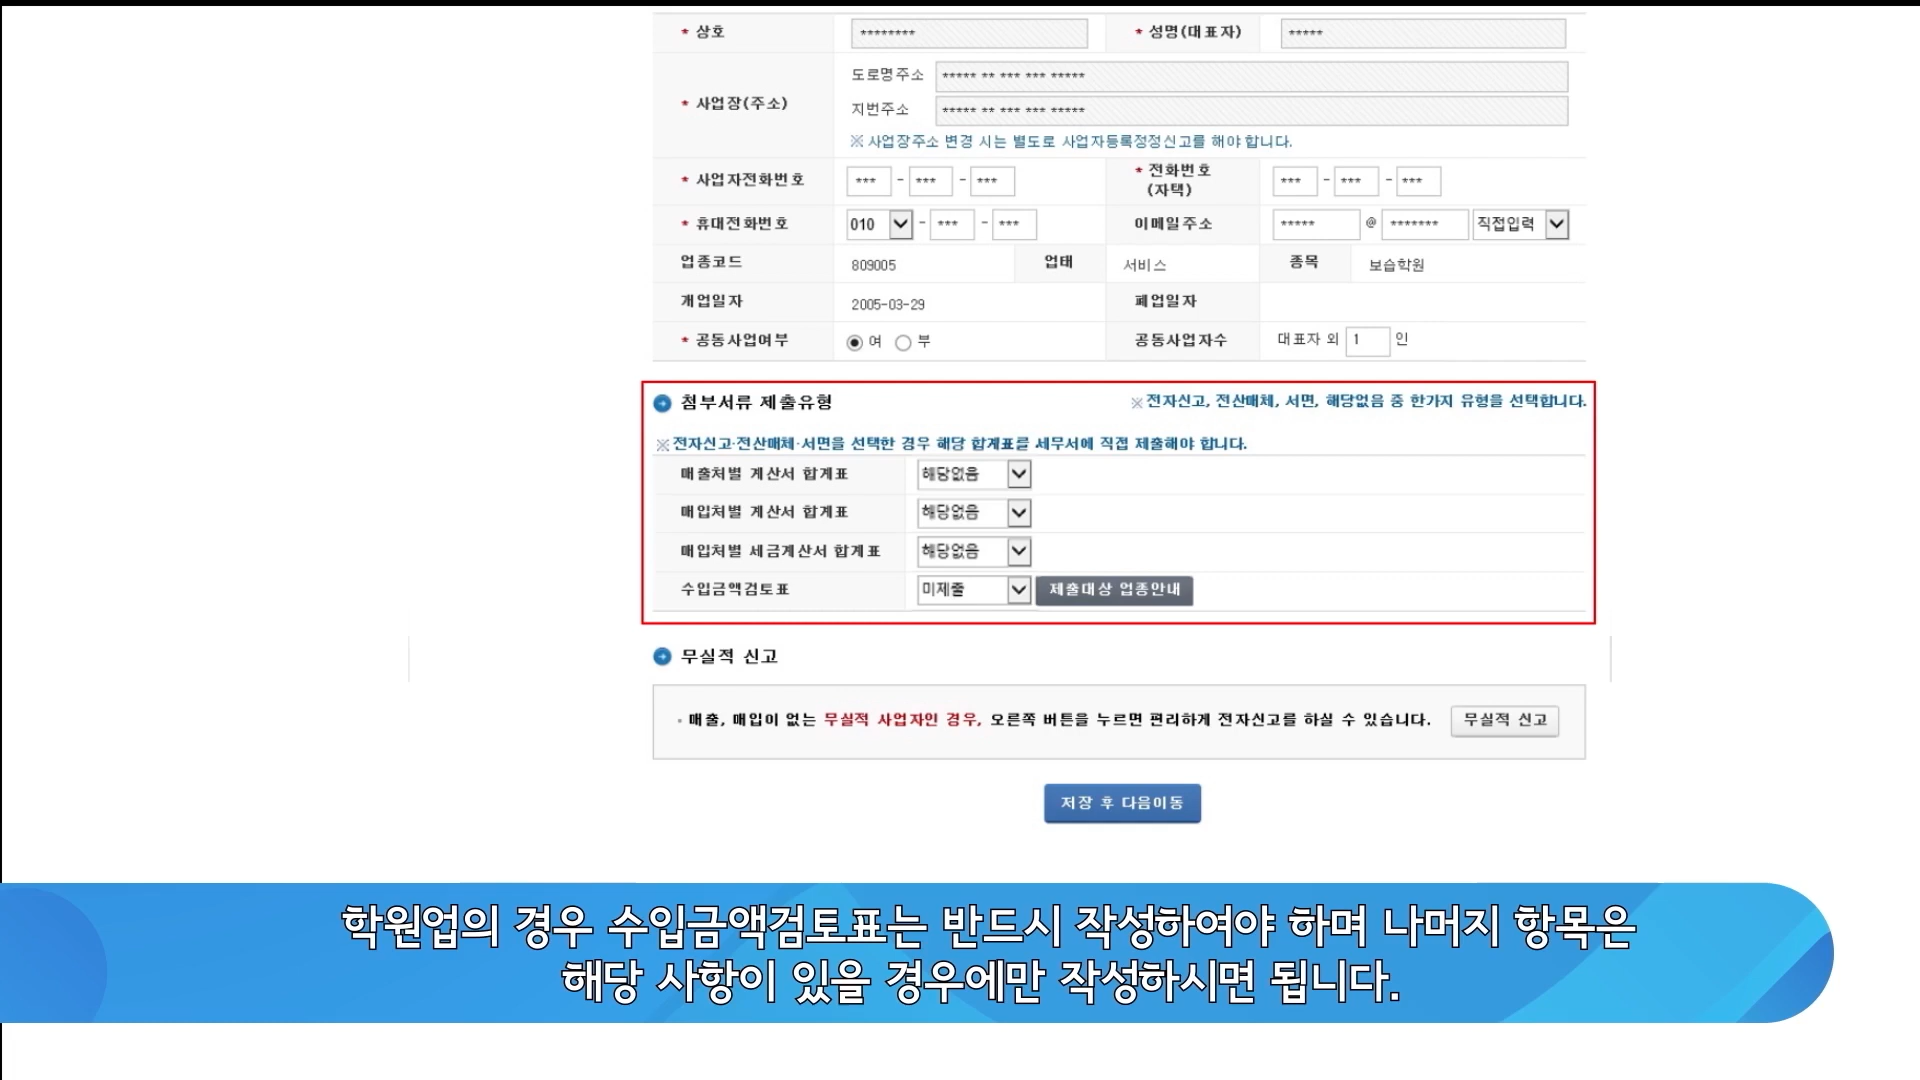 * 상호 ******** * 성명(대표자) *****
도로명주소 ***** ** *** *** *****
* 사업장(주소)
지번주소 ***** ** *** *** *****
※ 사업장주소 변경 시는 별도로 사업자등록정정신고를 해야 합니다.
* 사업자전화번호 *** - *** - *** * 전화번호 (자택) *** - *** - ***
* 휴대전화번호 010 - *** - *** 이메일주소 ***** @ ******* 직접입력
업종코드 809005 업태 서비스 종목 보습학원
개업일자 2005-03-29 폐업일자
* 공동사업여부 여 부 공동사업자수 대표자 외 1 인
첨부서류 제출유형 ※ 전자신고, 전산매체, 서면, 해당없음 중 한가지 유형을 선택합니다.
※ 전자신고·전산매체·서면을 선택한 경우 해당 합계표를 세무서에 직접 제출해야 합니다.
매출처별 계산서 합계표 해당없음
매입처별 계산서 합계표 해당없음
매입처별 세금계산서 합계표 해당없음
수입금액검토표 미제출 제출대상 업종안내
무실적 신고
· 매출, 매입이 없는 무실적 사업자인 경우, 오른쪽 버튼을 누르면 편리하게 전자신고를 하실 수 있습니다. 무실적 신고
저장 후 다음이동
학원업의 경우 수입금액검토표는 반드시 작성하여야 하며 나머지 항목은
해당 사항이 있을 경우에만 작성하시면 됩니다.